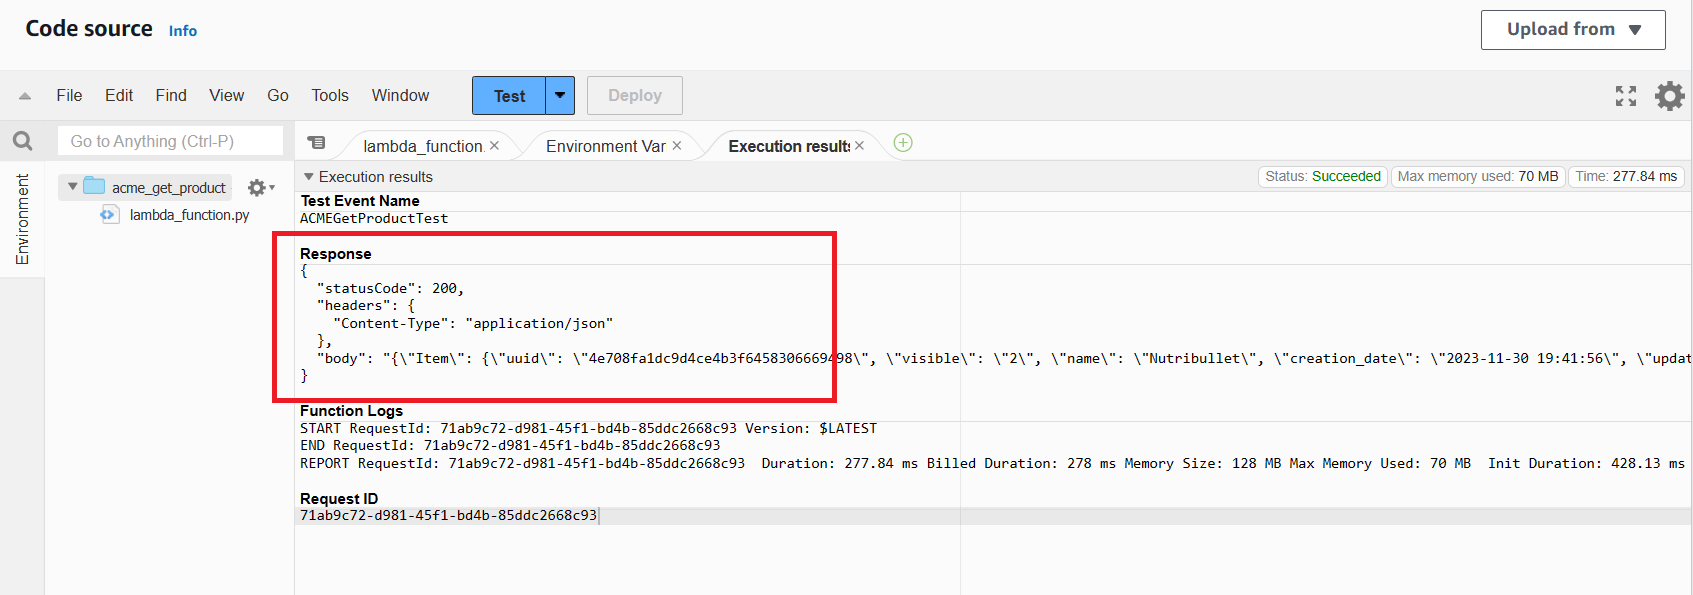 Code source Info
Upload from
File Edit Find View Go Tools Window Test Deploy
Go to Anything (Ctrl-P)
lambda_function.
Environment Var
Execution results
Environment
acme_get_product
lambda_function.py
Execution results
Status: Succeeded
Max memory used: 70 MB
Time: 277.84 ms
Test Event Name
ACMEGetProductTest
Response
{
  "statusCode": 200,
  "headers": {
    "Content-Type": "application/json"
  },
  "body": "{\"Item\": {\"uuid\": \"4e708fa1dc9d4ce4b3f6458306669498\", \"visible\": \"2\", \"name\": \"Nutribullet\", \"creation_date\": \"2023-11-30 19:41:56\", \"updat
}
Function Logs
START RequestId: 71ab9c72-d981-45f1-bd4b-85ddc2668c93 Version: $LATEST
END RequestId: 71ab9c72-d981-45f1-bd4b-85ddc2668c93
REPORT RequestId: 71ab9c72-d981-45f1-bd4b-85ddc2668c93  Duration: 277.84 ms Billed Duration: 278 ms Memory Size: 128 MB Max Memory Used: 70 MB  Init Duration: 428.13 ms
Request ID
71ab9c72-d981-45f1-bd4b-85ddc2668c93